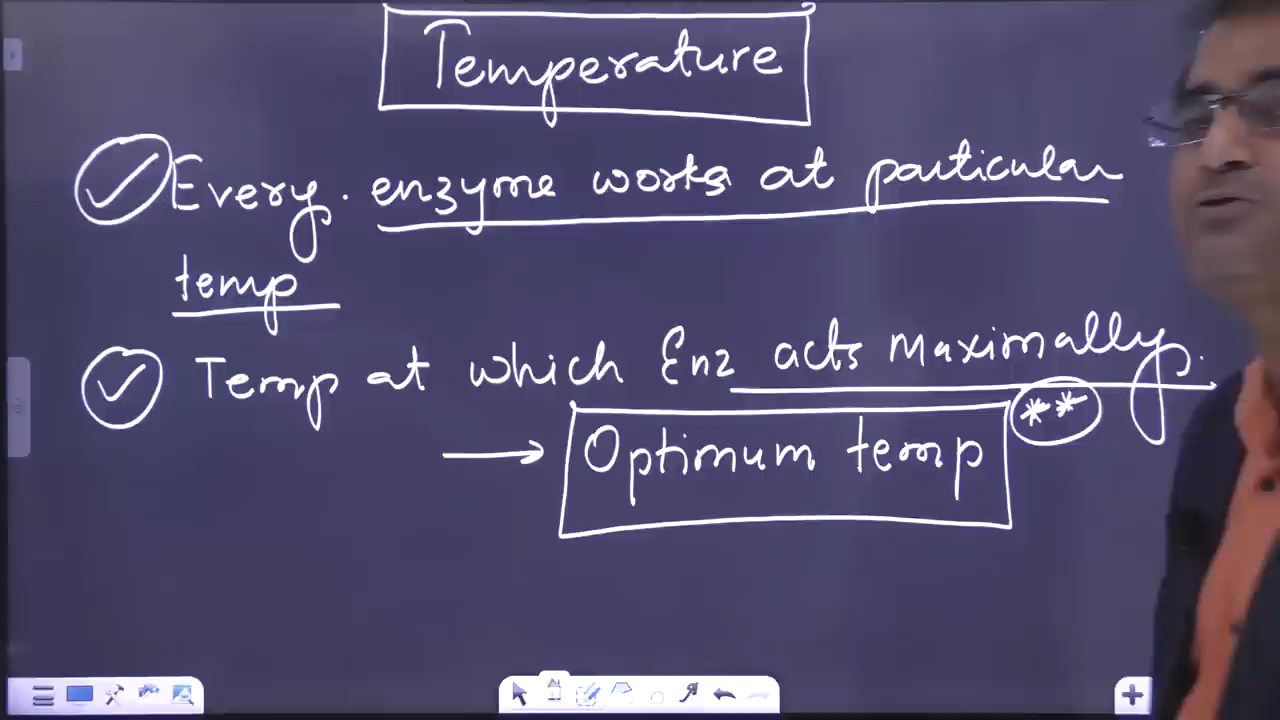 Temperature
Every. enzyme works at particular
temp
Temp at which Enz acts maximally.
**
→ Optimum temp